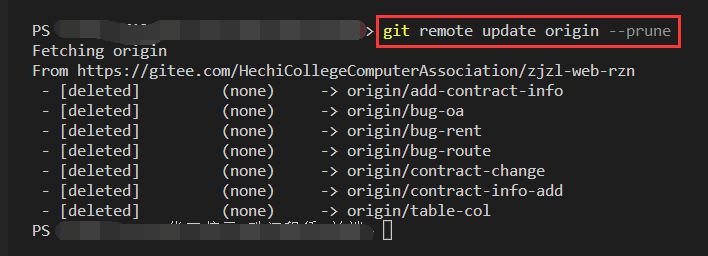 PS > git remote update origin --prune
Fetching origin
From https://gitee.com/HechiCollegeComputerAssociation/zjzl-web-rzn
- [deleted] (none) -> origin/add-contract-info
- [deleted] (none) -> origin/bug-oa
- [deleted] (none) -> origin/bug-rent
- [deleted] (none) -> origin/bug-route
- [deleted] (none) -> origin/contract-change
- [deleted] (none) -> origin/contract-info-add
- [deleted] (none) -> origin/table-col
PS